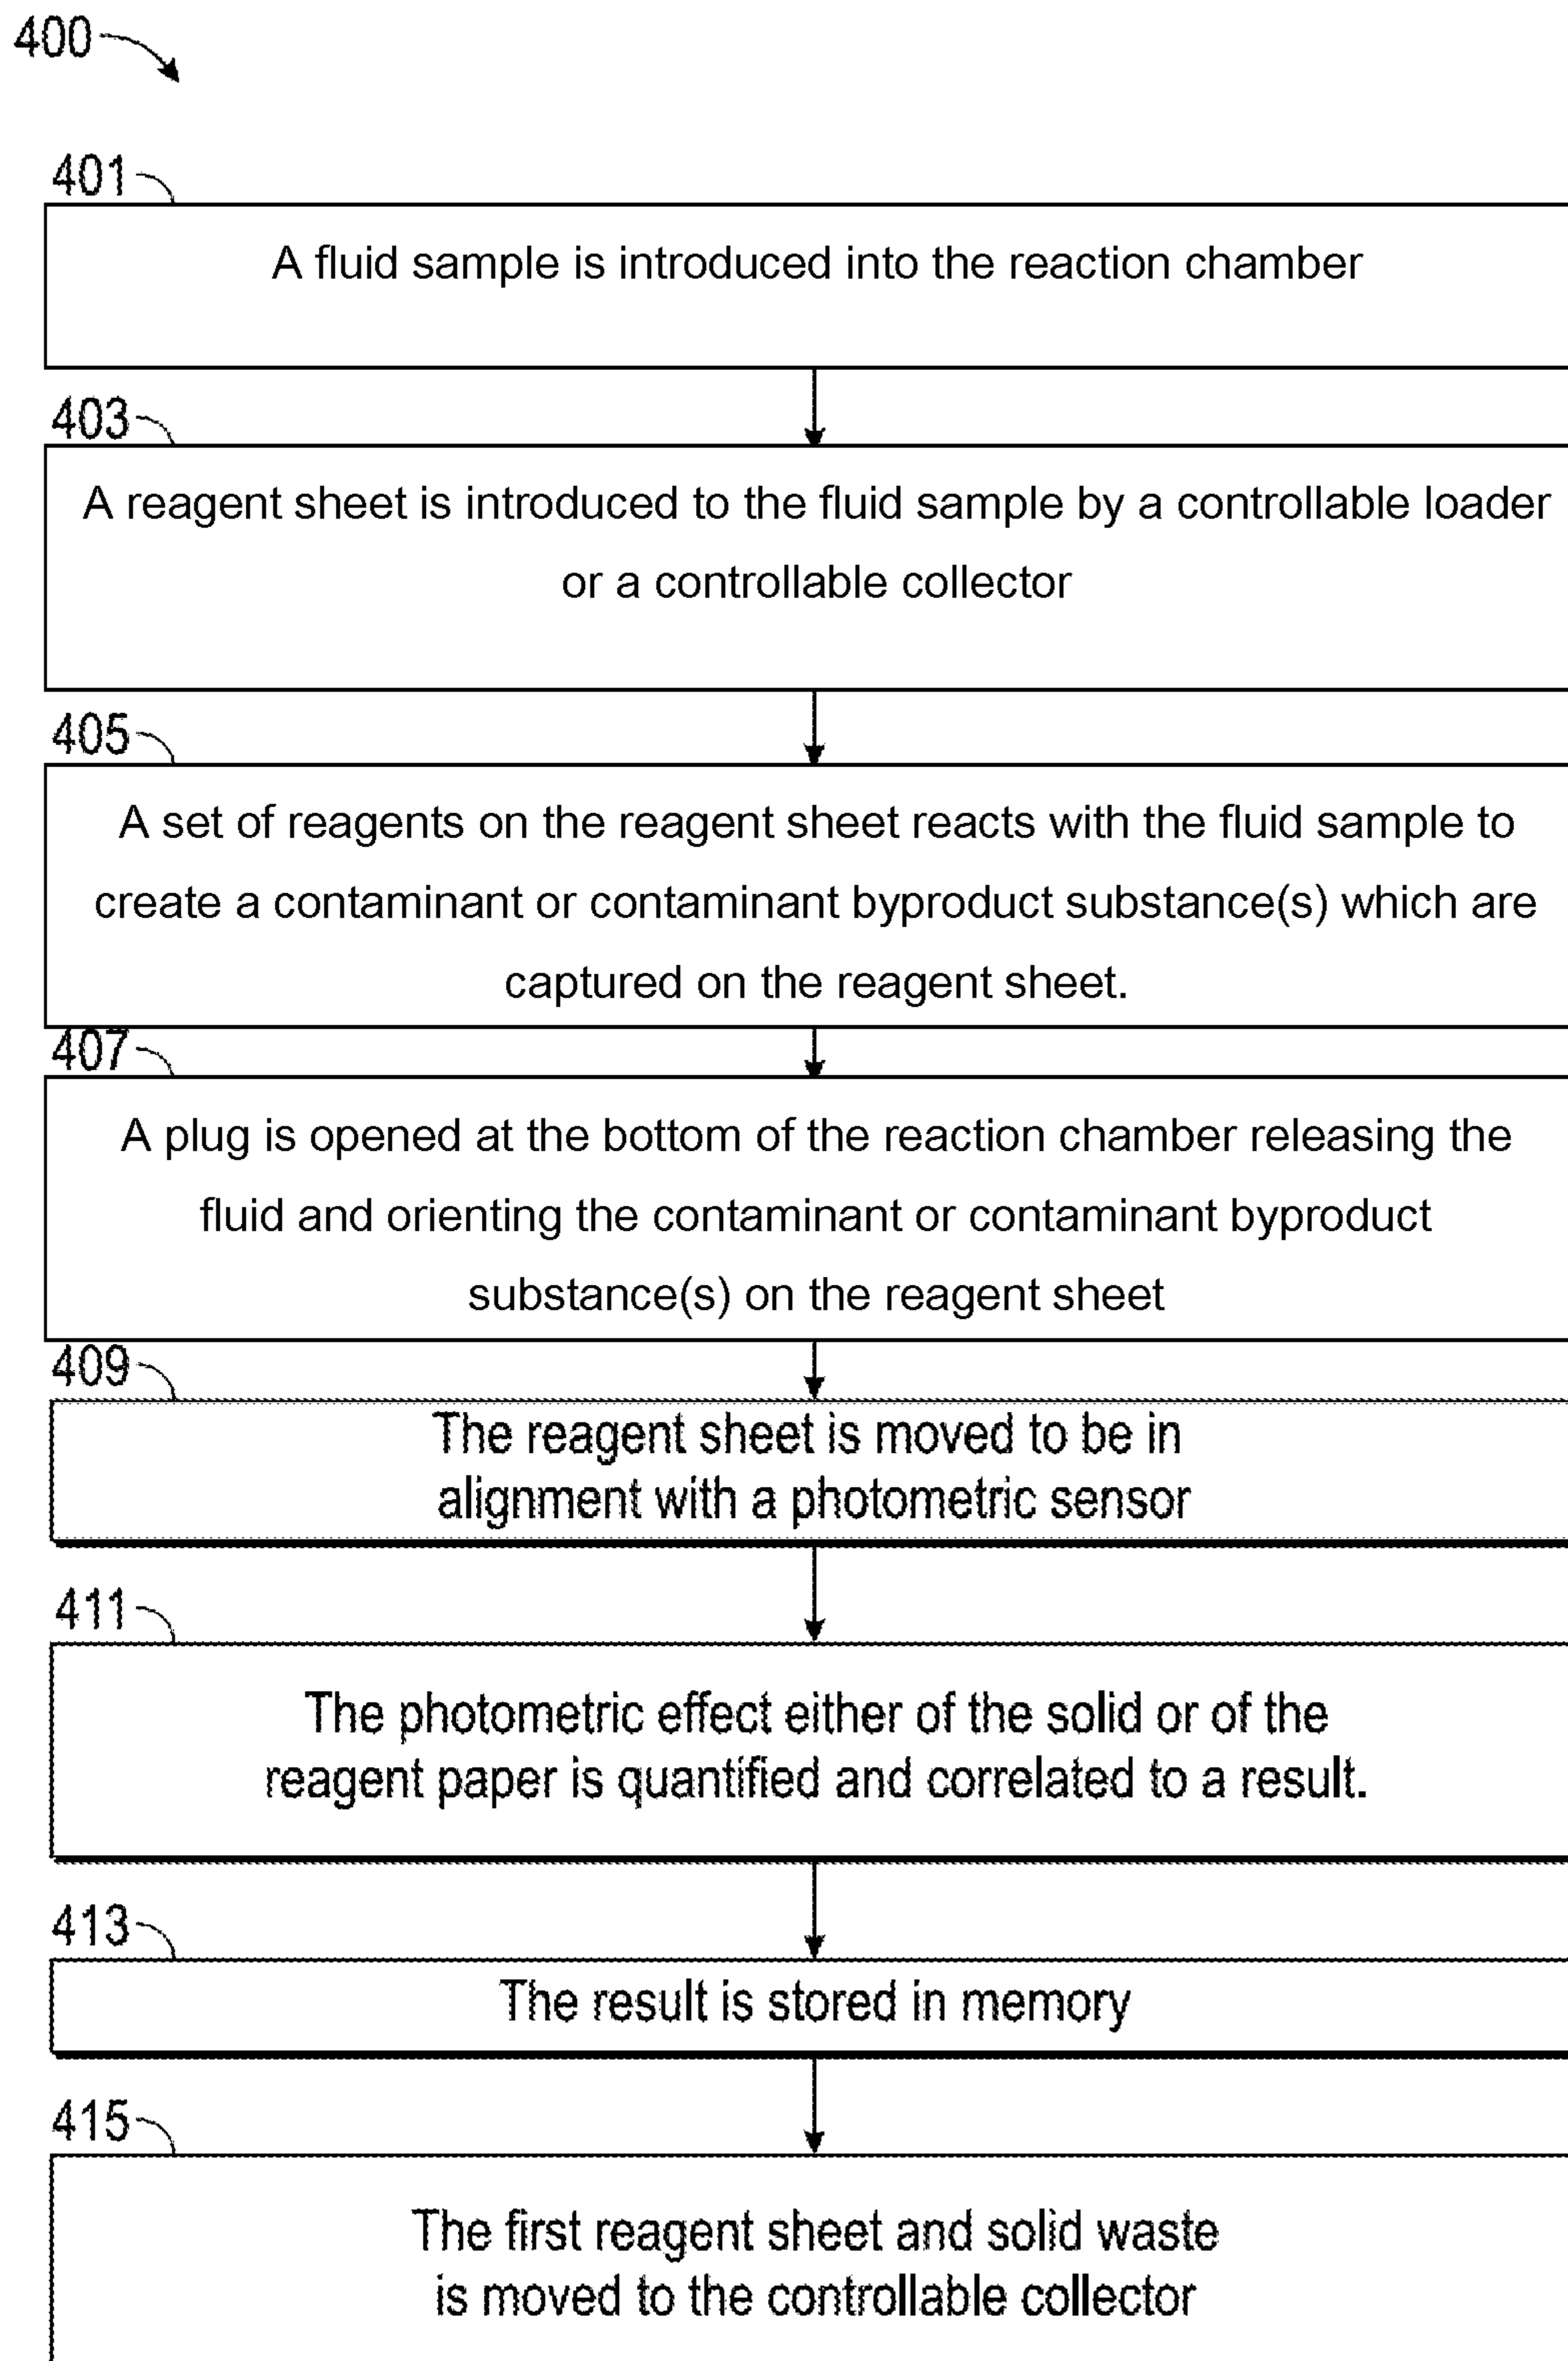 400
401
A fluid sample is introduced into the reaction chamber
403
A reagent sheet is introduced to the fluid sample by a controllable loader
or a controllable collector
405
A set of reagents on the reagent sheet reacts with the fluid sample to
create a contaminant or contaminant byproduct substance(s) which are
captured on the reagent sheet.
407
A plug is opened at the bottom of the reaction chamber releasing the
fluid and orienting the contaminant or contaminant byproduct
substance(s) on the reagent sheet
409
The reagent sheet is moved to be in
alignment with a photometric sensor
411
The photometric effect either of the solid or of the
reagent paper is quantified and correlated to a result.
413
The result is stored in memory
415
The first reagent sheet and solid waste
is moved to the controllable collector